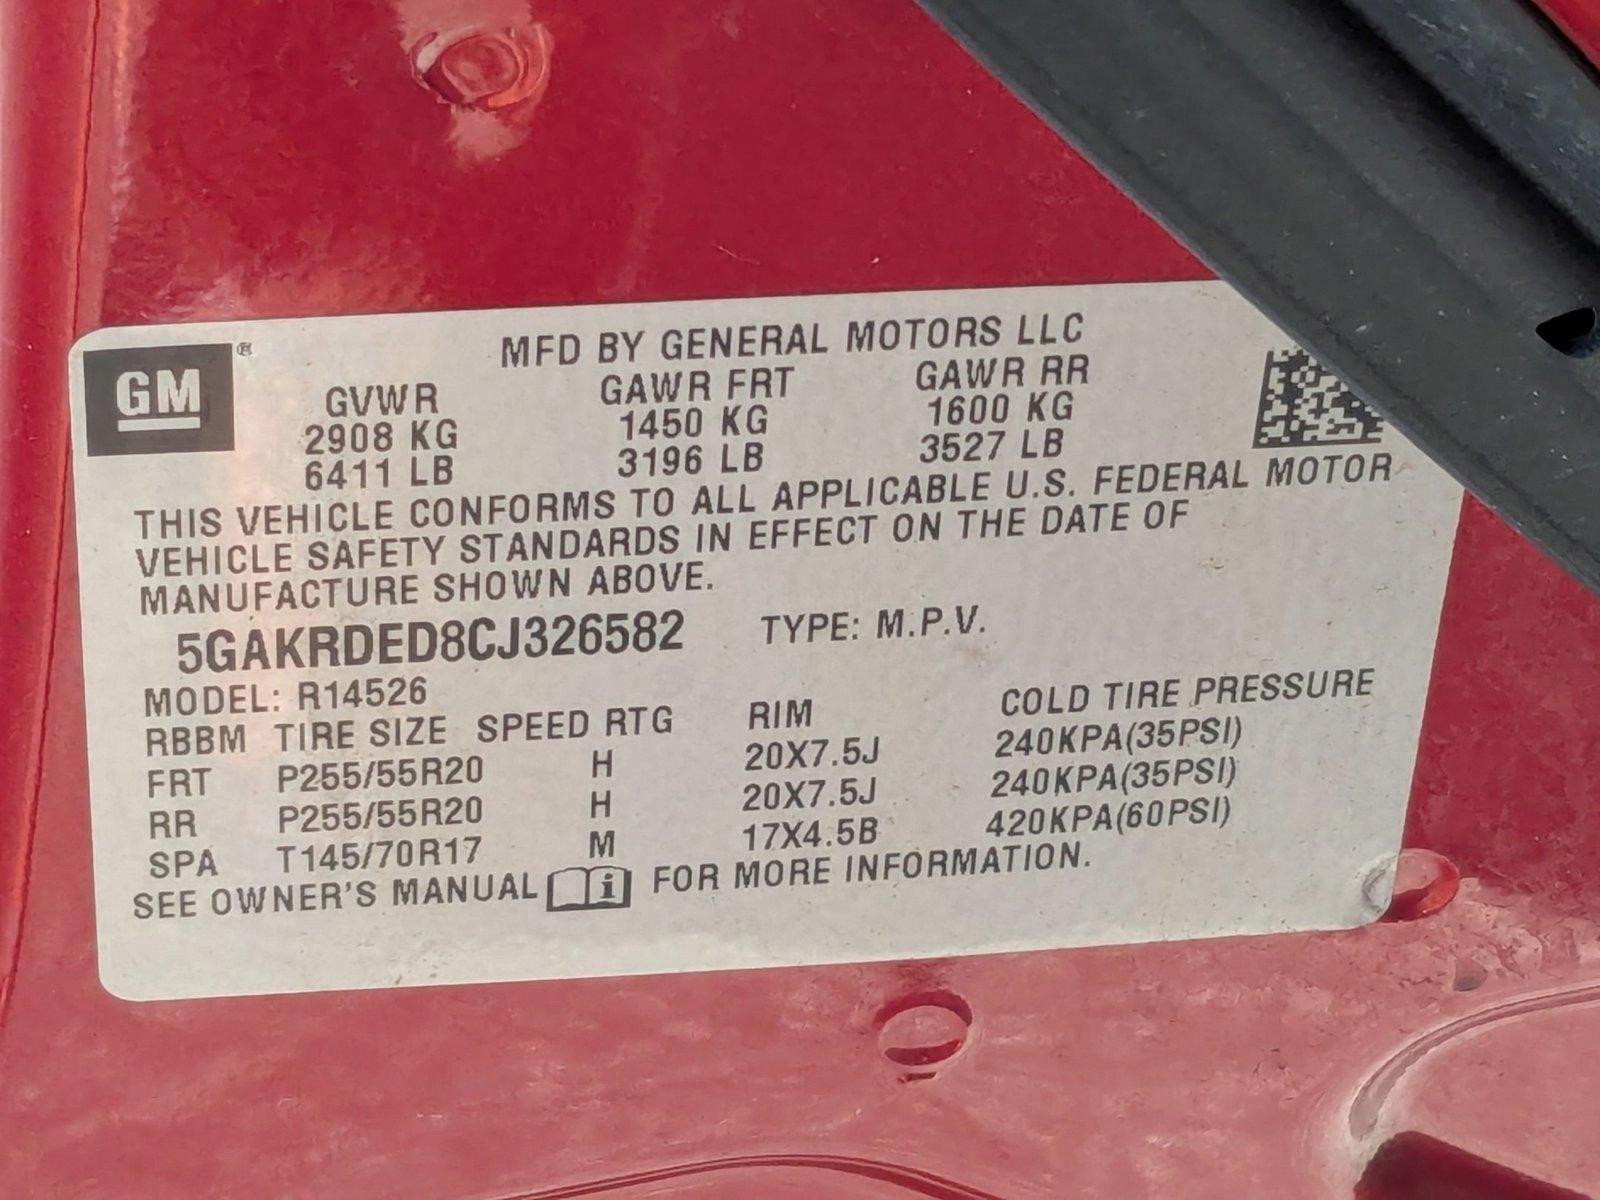 GM ®
MFD BY GENERAL MOTORS LLC
GVWR GAWR FRT GAWR RR
2908 KG 1450 KG 1600 KG
6411 LB 3196 LB 3527 LB
THIS VEHICLE CONFORMS TO ALL APPLICABLE U.S. FEDERAL MOTOR
VEHICLE SAFETY STANDARDS IN EFFECT ON THE DATE OF
MANUFACTURE SHOWN ABOVE.
5GAKRDED8CJ326582 TYPE: M.P.V.
MODEL: R14526
RBBM TIRE SIZE SPEED RTG RIM COLD TIRE PRESSURE
FRT P255/55R20 H 20X7.5J 240KPA(35PSI)
RR P255/55R20 H 20X7.5J 240KPA(35PSI)
SPA T145/70R17 M 17X4.5B 420KPA(60PSI)
SEE OWNER'S MANUAL i FOR MORE INFORMATION.